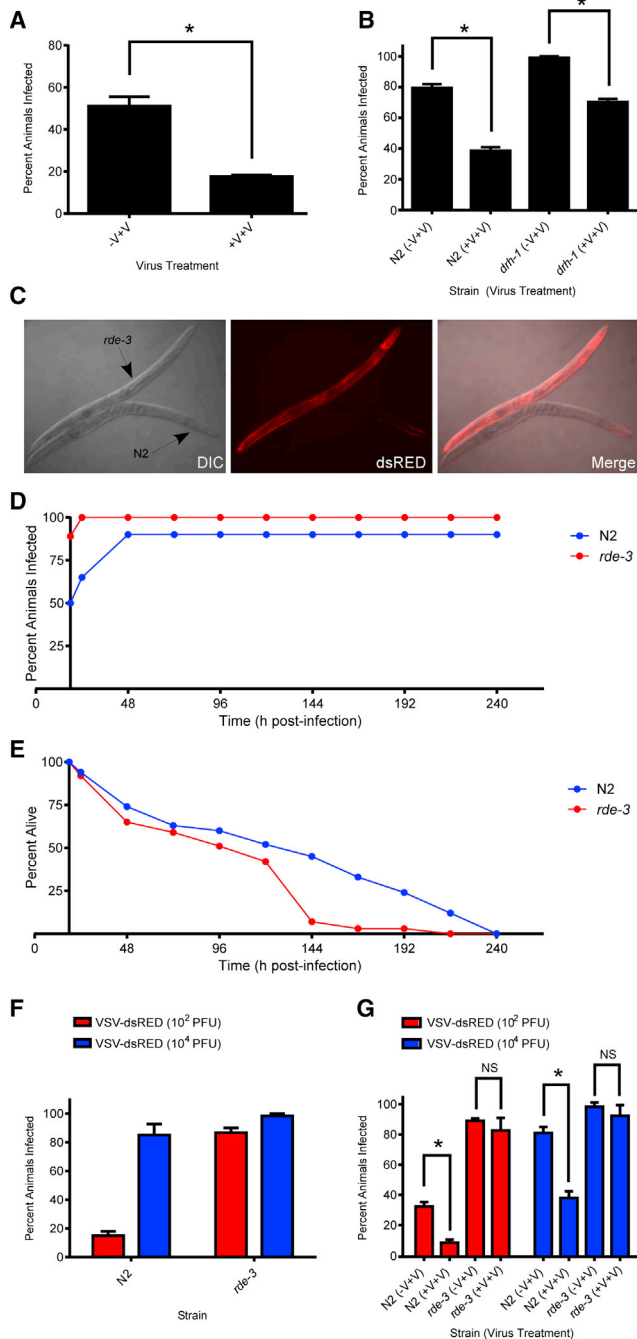 A
Percent Animals Infected
80
60
40
20
0
*
-V+V
+V+V
Virus Treatment
B
Percent Animals Infected
100
80
60
40
20
0
*
*
N2 (-V+V)
N2 (+V+V)
drh-1 (-V+V)
drh-1 (+V+V)
Strain (Virus Treatment)
C
rde-3
N2
DIC
dsRED
Merge
D
Percent Animals Infected
100
75
50
25
0
48
96
144
192
240
Time (h post-infection)
N2
rde-3
E
Percent Alive
100
75
50
25
0
48
96
144
192
240
Time (h post-infection)
N2
rde-3
F
VSV-dsRED (10² PFU)
VSV-dsRED (10⁴ PFU)
Percent Animals Infected
100
80
60
40
20
0
N2
rde-3
Strain
G
VSV-dsRED (10² PFU)
VSV-dsRED (10⁴ PFU)
Percent Animals Infected
100
80
60
40
20
0
*
NS
*
NS
N2 (-V+V)
N2 (+V+V)
rde-3 (-V+V)
rde-3 (+V+V)
N2 (-V+V)
N2 (+V+V)
rde-3 (-V+V)
rde-3 (+V+V)
Strain (Virus Treatment)